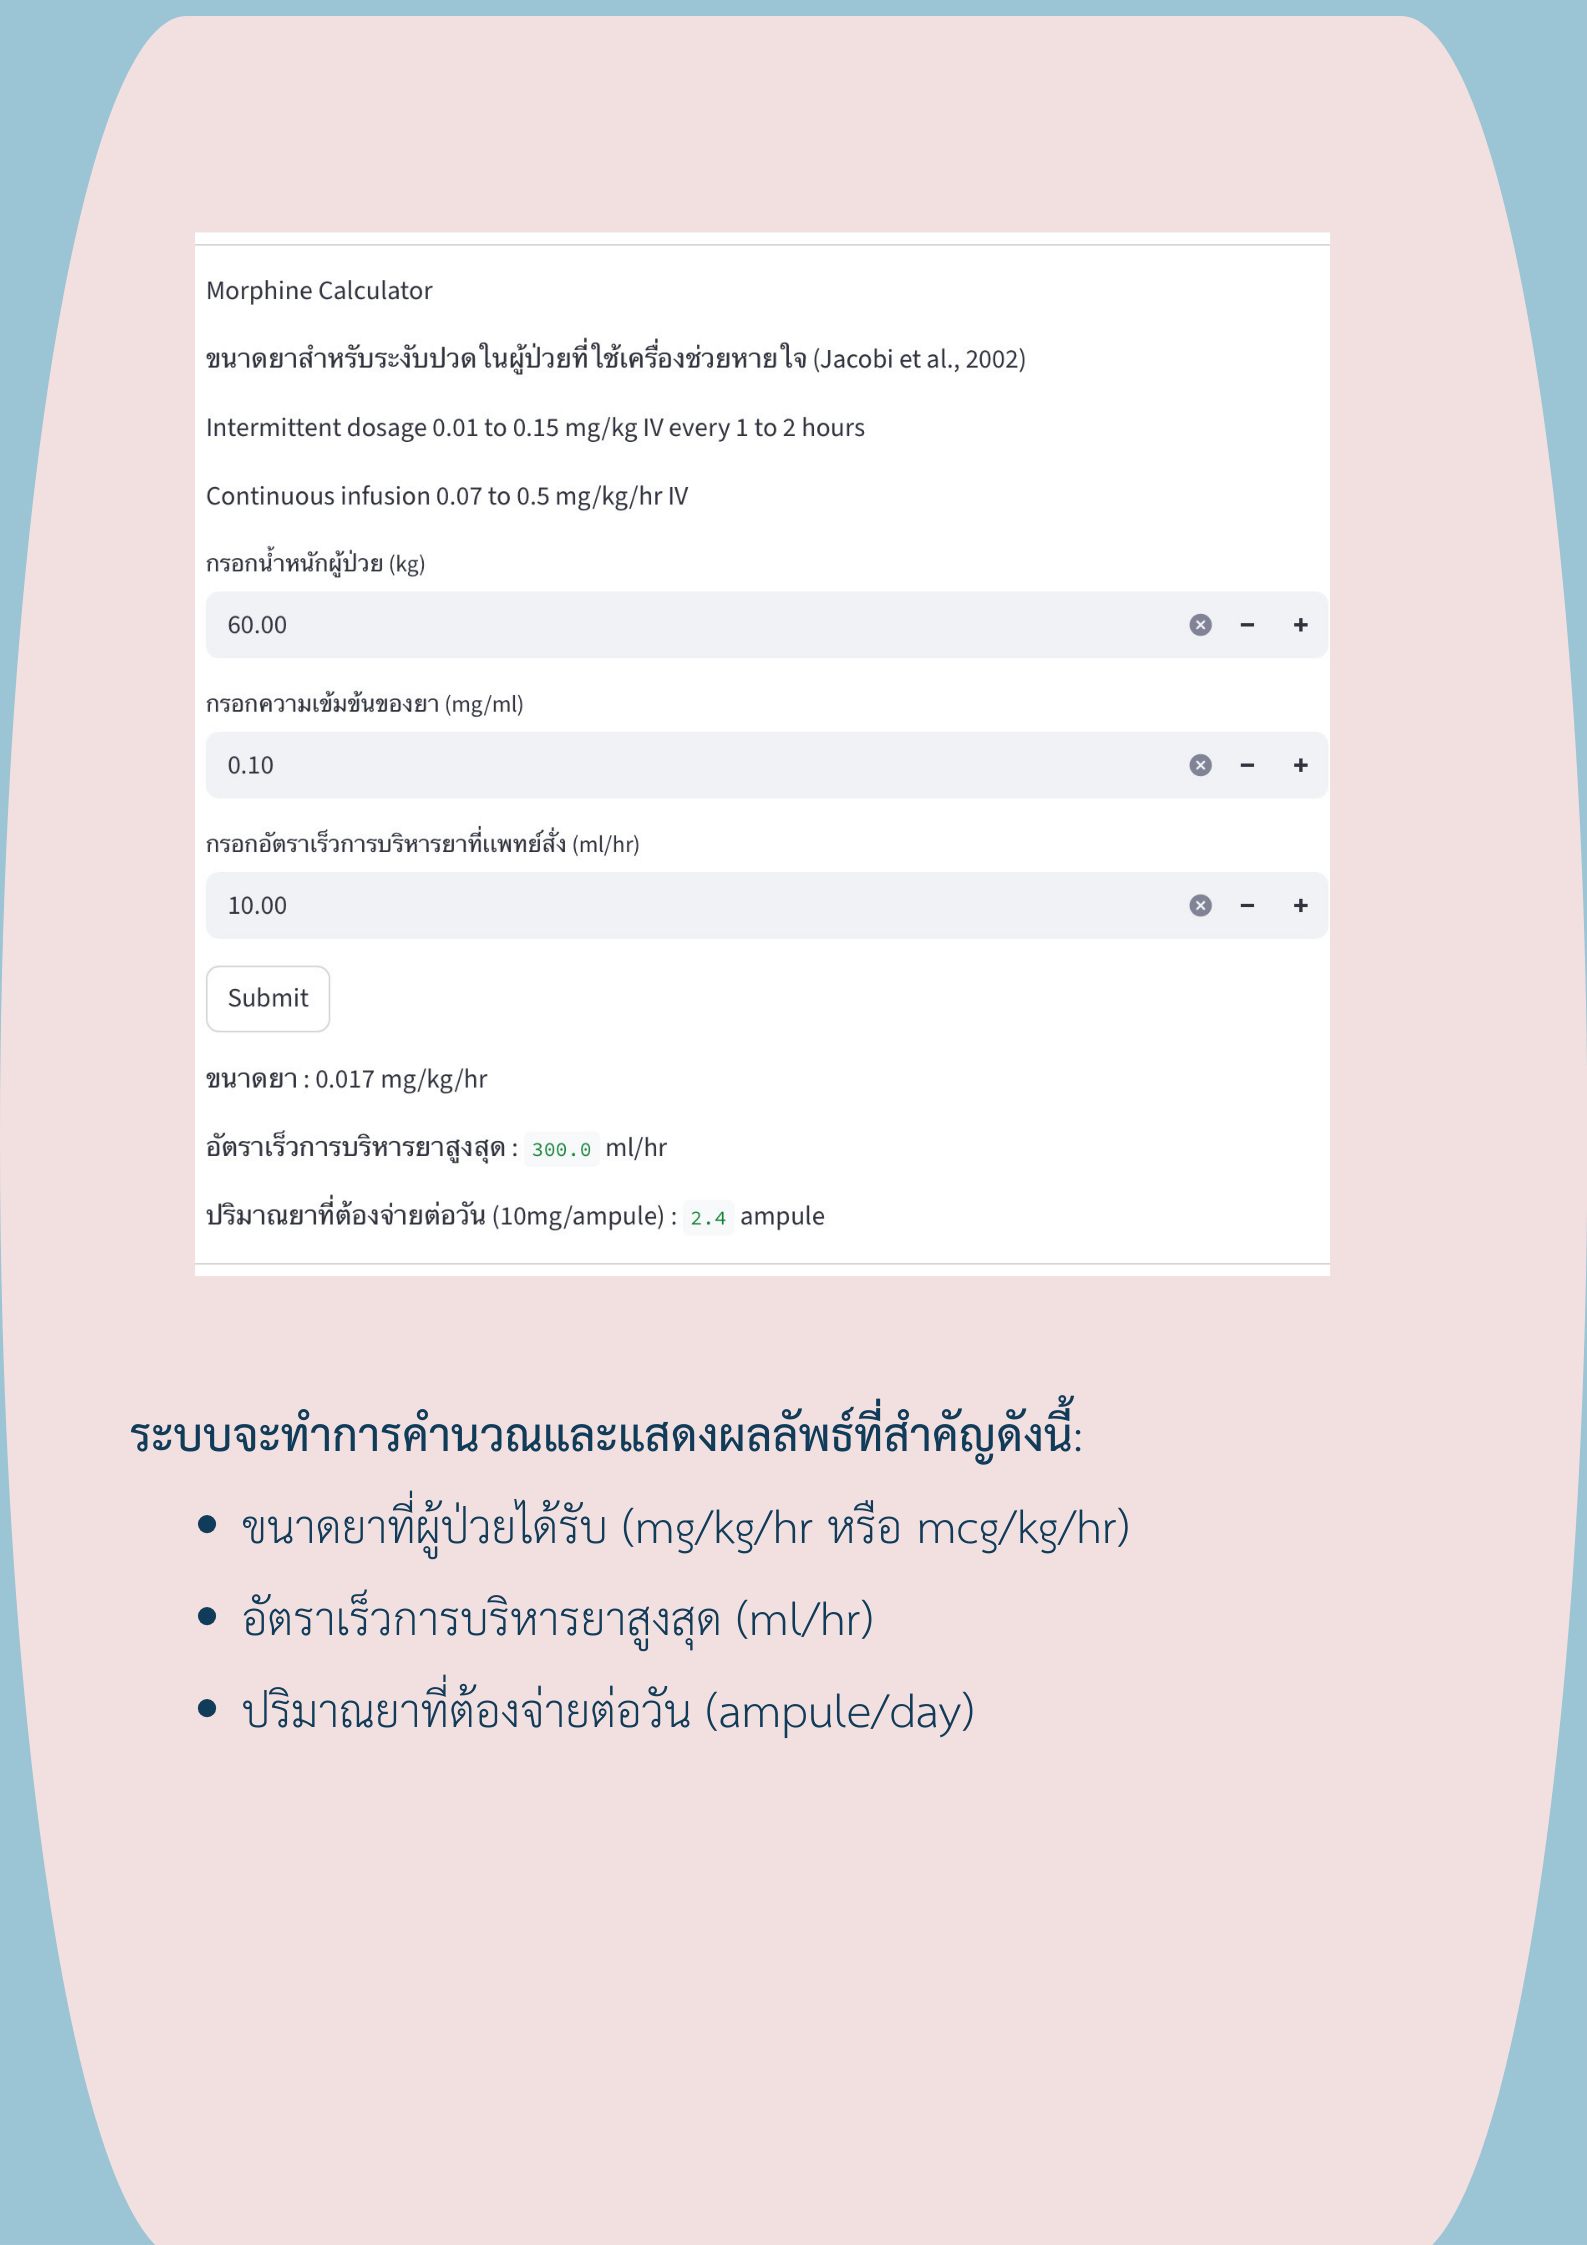 Morphine Calculator
ขนาดยาสำหรับระงับปวดในผู้ป่วยที่ใช้เครื่องช่วยหายใจ (Jacobi et al., 2002)
Intermittent dosage 0.01 to 0.15 mg/kg IV every 1 to 2 hours
Continuous infusion 0.07 to 0.5 mg/kg/hr IV
กรอกน้ำหนักผู้ป่วย (kg)
60.00
กรอกความเข้มข้นของยา (mg/ml)
0.10
กรอกอัตราเร็วการบริหารยาที่แพทย์สั่ง (ml/hr)
10.00
Submit
ขนาดยา : 0.017 mg/kg/hr
อัตราเร็วการบริหารยาสูงสุด : 300.0 ml/hr
ปริมาณยาที่ต้องจ่ายต่อวัน (10mg/ampule) : 2.4 ampule
ระบบจะทำการคำนวณและแสดงผลลัพธ์ที่สำคัญดังนี้:
• ขนาดยาที่ผู้ป่วยได้รับ (mg/kg/hr หรือ mcg/kg/hr)
• อัตราเร็วการบริหารยาสูงสุด (ml/hr)
• ปริมาณยาที่ต้องจ่ายต่อวัน (ampule/day)